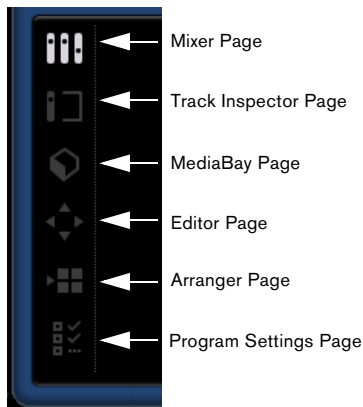 Mixer Page
Track Inspector Page
MediaBay Page
Editor Page
Arranger Page
Program Settings Page